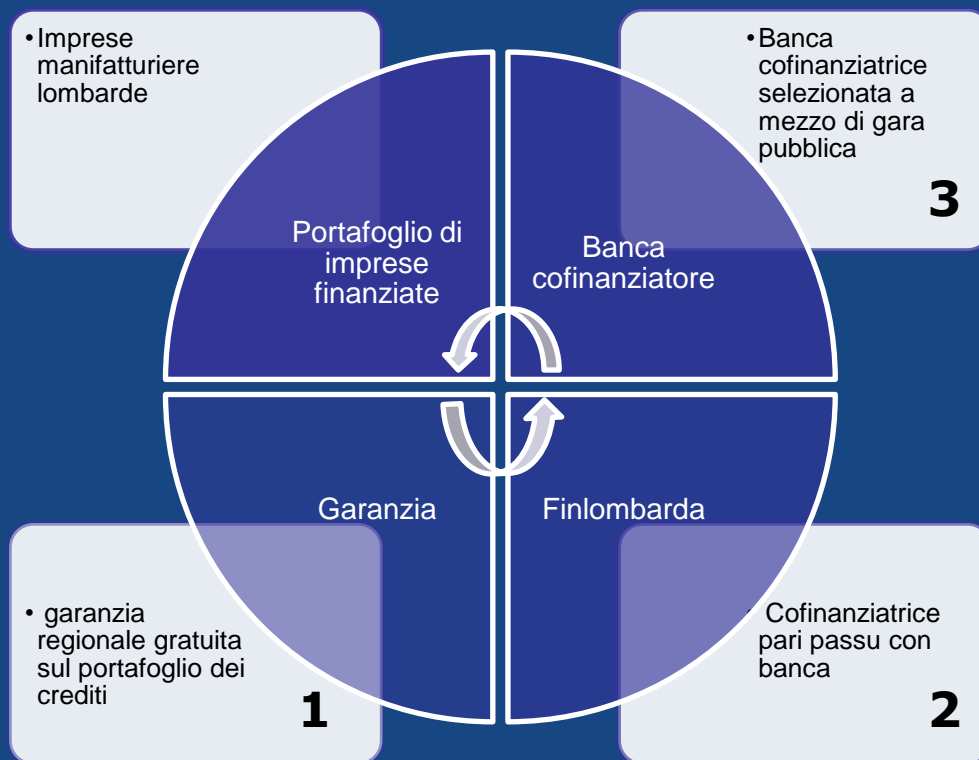 •Imprese
manifatturiere
lombarde
•Banca
cofinanziatrice
selezionata a
mezzo di gara
pubblica
3
Portafoglio di
imprese
finanziate
Banca
cofinanziatore
Garanzia
Finlombarda
• garanzia
regionale gratuita
sul portafoglio dei
crediti
1
• Cofinanziatrice
pari passu con
banca
2